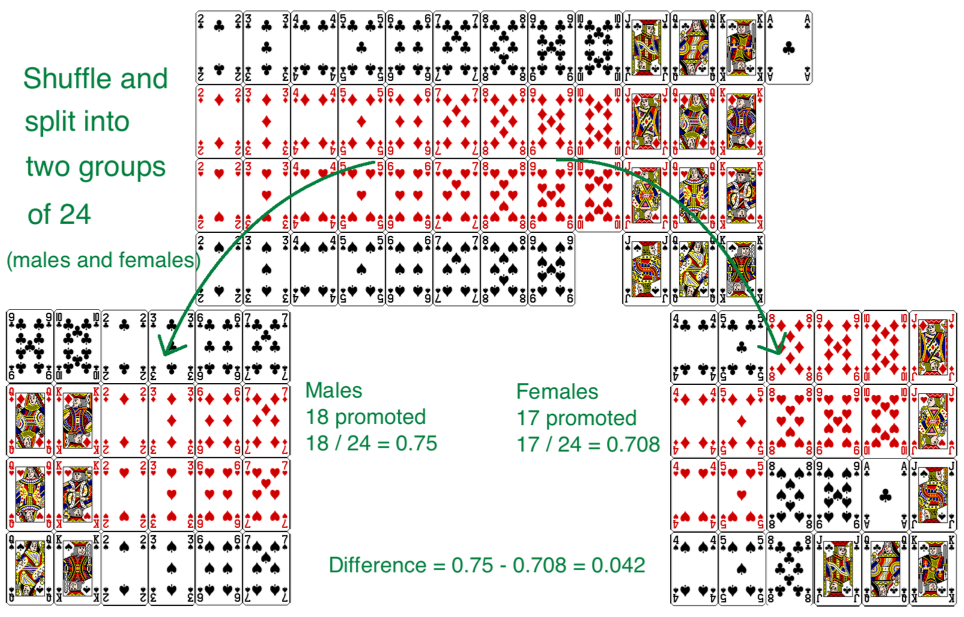 Shuffle and
split into
two groups
of 24
(males and females)
Males
18 promoted
18 / 24 = 0.75
Females
17 promoted
17 / 24 = 0.708
Difference = 0.75 - 0.708 = 0.042